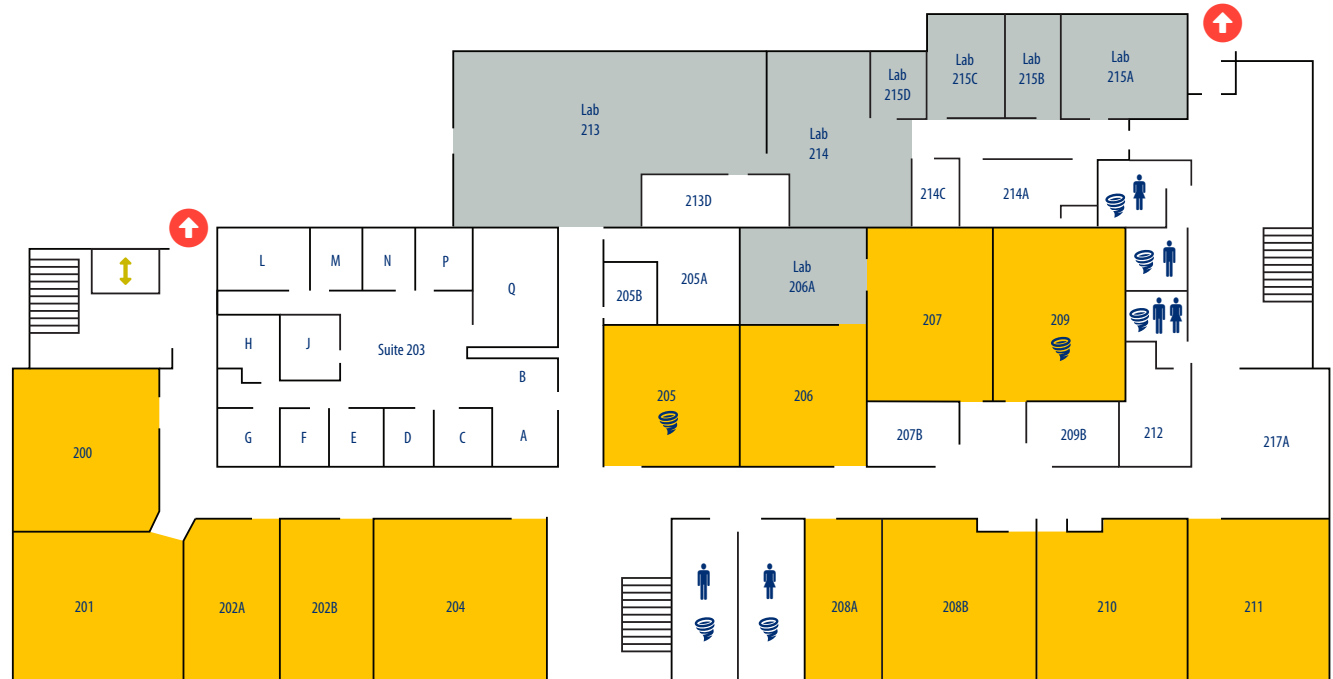 Lab
215C
Lab
215B
Lab
215A
Lab
215D
Lab
213
Lab
214
213D
214C
214A
L
M
N
P
Q
205B
205A
Lab
206A
207
209
H
J
Suite 203
B
205
206
G
F
E
D
C
A
207B
209B
212
217A
200
201
202A
202B
204
208A
208B
210
211